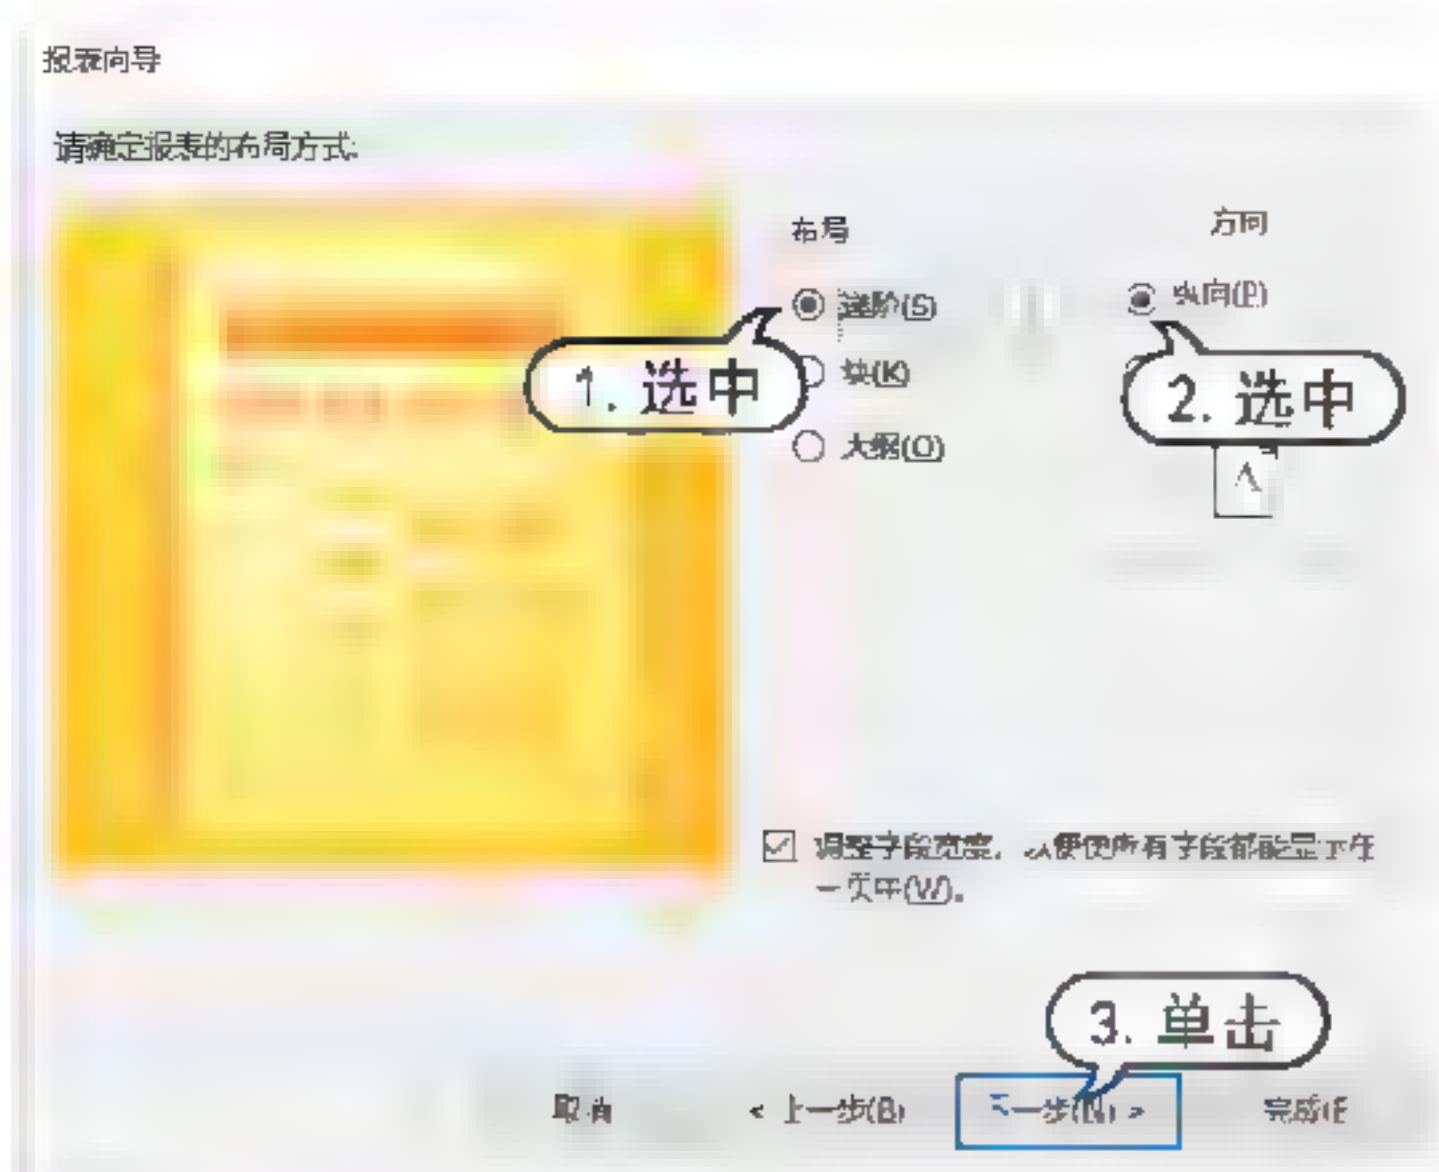 报表向导
请确定报表的布局方式:
布局
方向
递阶(S)
纵向(P)
1. 选中
块(K)
2. 选中
大纲(O)
A
调整字段宽度，以便使所有字段都能显示在
一页中(W)。
3. 单击
取消
< 上一步(B)
下一步(N) >
完成(F